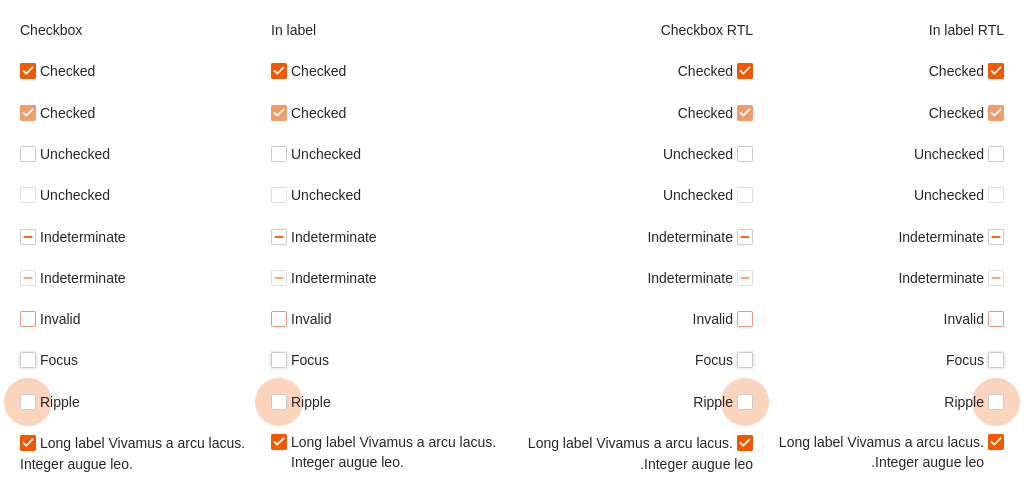 Checkbox In label Checkbox RTL In label RTL
Checked Checked Checked Checked
Checked Checked Checked Checked
Unchecked Unchecked Unchecked Unchecked
Unchecked Unchecked Unchecked Unchecked
Indeterminate Indeterminate Indeterminate Indeterminate
Indeterminate Indeterminate Indeterminate Indeterminate
Invalid Invalid Invalid Invalid
Focus Focus Focus Focus
Ripple Ripple Ripple Ripple
Long label Vivamus a arcu lacus. Long label Vivamus a arcu lacus. Long label Vivamus a arcu lacus. Long label Vivamus a arcu lacus.
Integer augue leo. Integer augue leo. .Integer augue leo .Integer augue leo